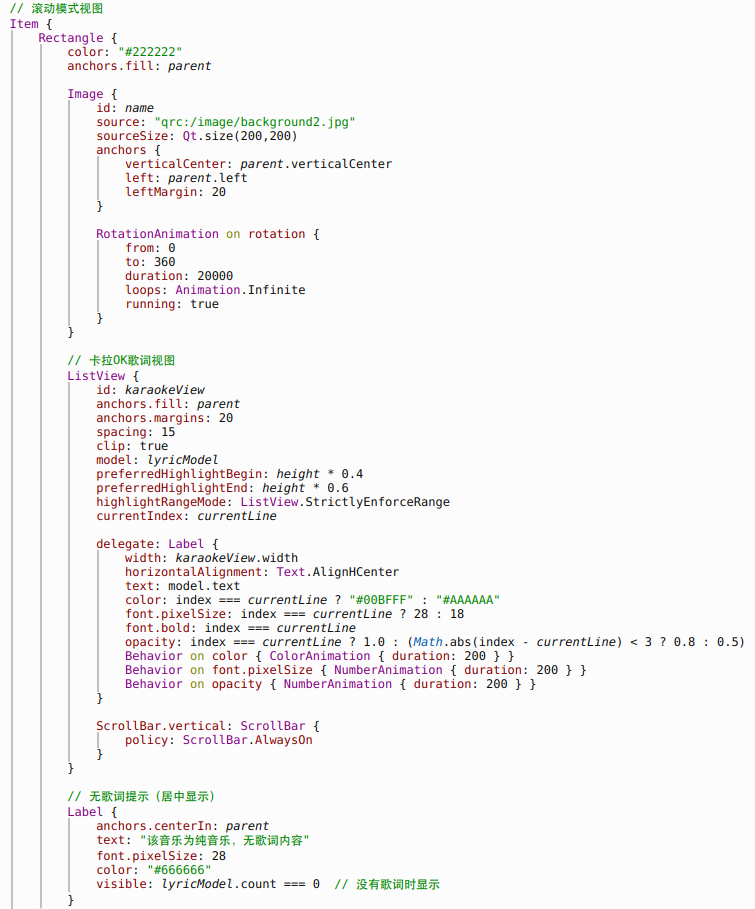 // 滚动模式视图
Item {
    Rectangle {
        color: "#222222"
        anchors.fill: parent

        Image {
            id: name
            source: "qrc:/image/background2.jpg"
            sourceSize: Qt.size(200,200)
            anchors {
                verticalCenter: parent.verticalCenter
                left: parent.left
                leftMargin: 20
            }

            RotationAnimation on rotation {
                from: 0
                to: 360
                duration: 20000
                loops: Animation.Infinite
                running: true
            }
        }

        // 卡拉OK歌词视图
        ListView {
            id: karaokeView
            anchors.fill: parent
            anchors.margins: 20
            spacing: 15
            clip: true
            model: lyricModel
            preferredHighlightBegin: height * 0.4
            preferredHighlightEnd: height * 0.6
            highlightRangeMode: ListView.StrictlyEnforceRange
            currentIndex: currentLine

            delegate: Label {
                width: karaokeView.width
                horizontalAlignment: Text.AlignHCenter
                text: model.text
                color: index === currentLine ? "#00BFFF" : "#AAAAAA"
                font.pixelSize: index === currentLine ? 28 : 18
                font.bold: index === currentLine
                opacity: index === currentLine ? 1.0 : (Math.abs(index - currentLine) < 3 ? 0.8 : 0.5)
                Behavior on color { ColorAnimation { duration: 200 } }
                Behavior on font.pixelSize { NumberAnimation { duration: 200 } }
                Behavior on opacity { NumberAnimation { duration: 200 } }
            }

            ScrollBar.vertical: ScrollBar {
                policy: ScrollBar.AlwaysOn
            }
        }

        // 无歌词提示（居中显示）
        Label {
            anchors.centerIn: parent
            text: "该音乐为纯音乐，无歌词内容"
            font.pixelSize: 28
            color: "#666666"
            visible: lyricModel.count === 0  // 没有歌词时显示
        }